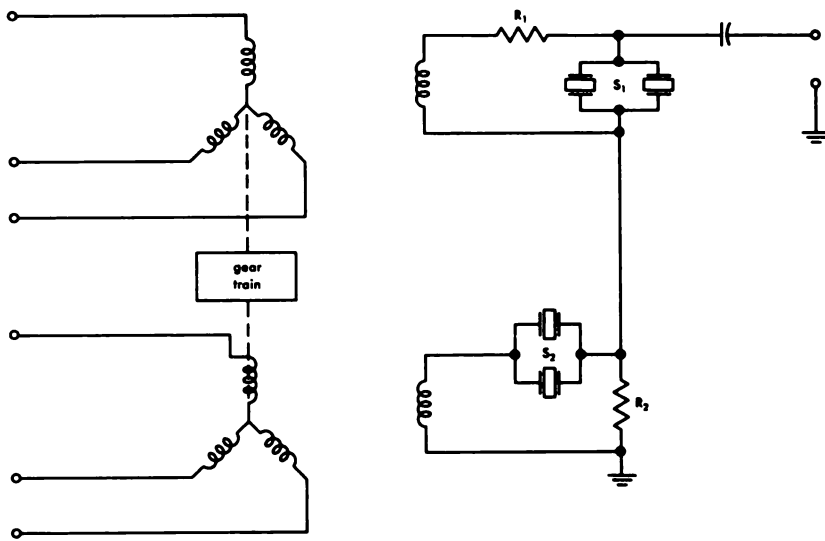 R₁
S₁
gear
train
S₂
R₂